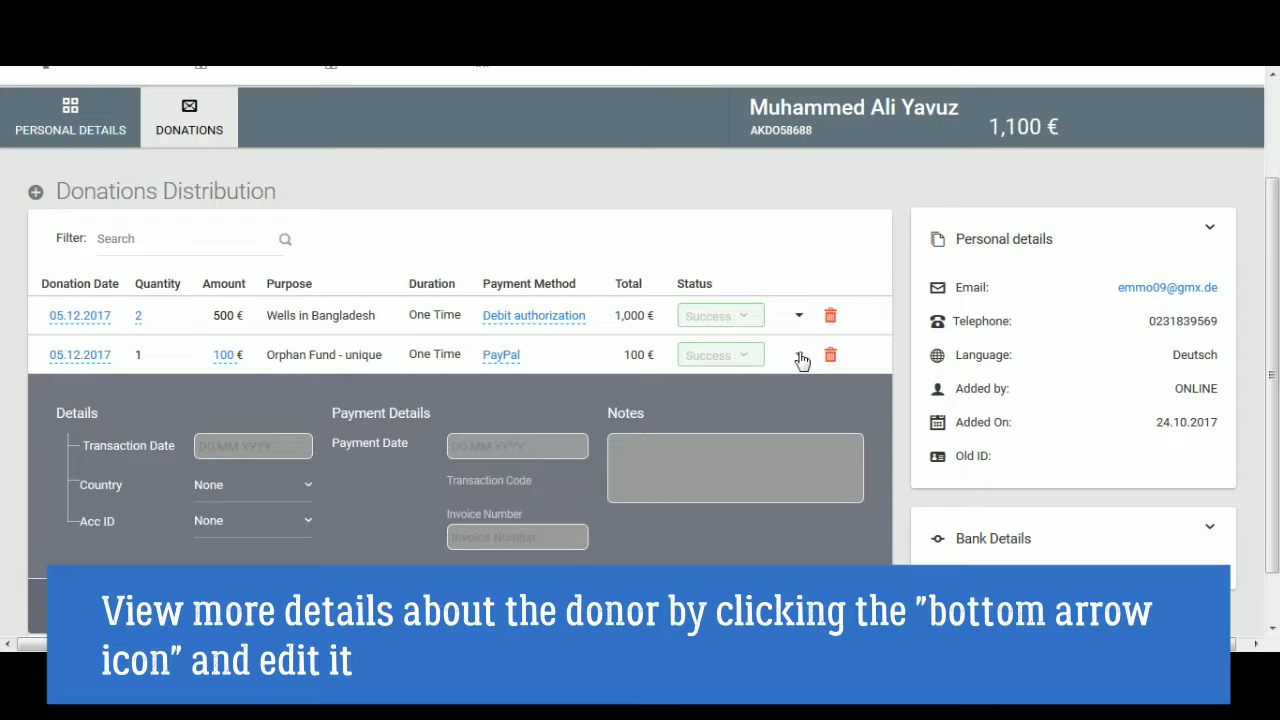 PERSONAL DETAILS
DONATIONS
Muhammed Ali Yavuz
AKDO58688
1,100 €
Donations Distribution
Filter: Search
Donation Date Quantity Amount Purpose Duration Payment Method Total Status
05.12.2017 2 500 € Wells in Bangladesh One Time Debit authorization 1,000 € Success
05.12.2017 1 100 € Orphan Fund - unique One Time PayPal 100 € Success
Details
Transaction Date DD.MM.YYYY
Country None
Acc ID None
Payment Details
Payment Date DD.MM.YYYY
Transaction Code
Invoice Number
Invoice Number
Notes
Personal details
Email: emmo09@gmx.de
Telephone: 0231839569
Language: Deutsch
Added by: ONLINE
Added On: 24.10.2017
Old ID:
Bank Details
View more details about the donor by clicking the "bottom arrow
icon" and edit it